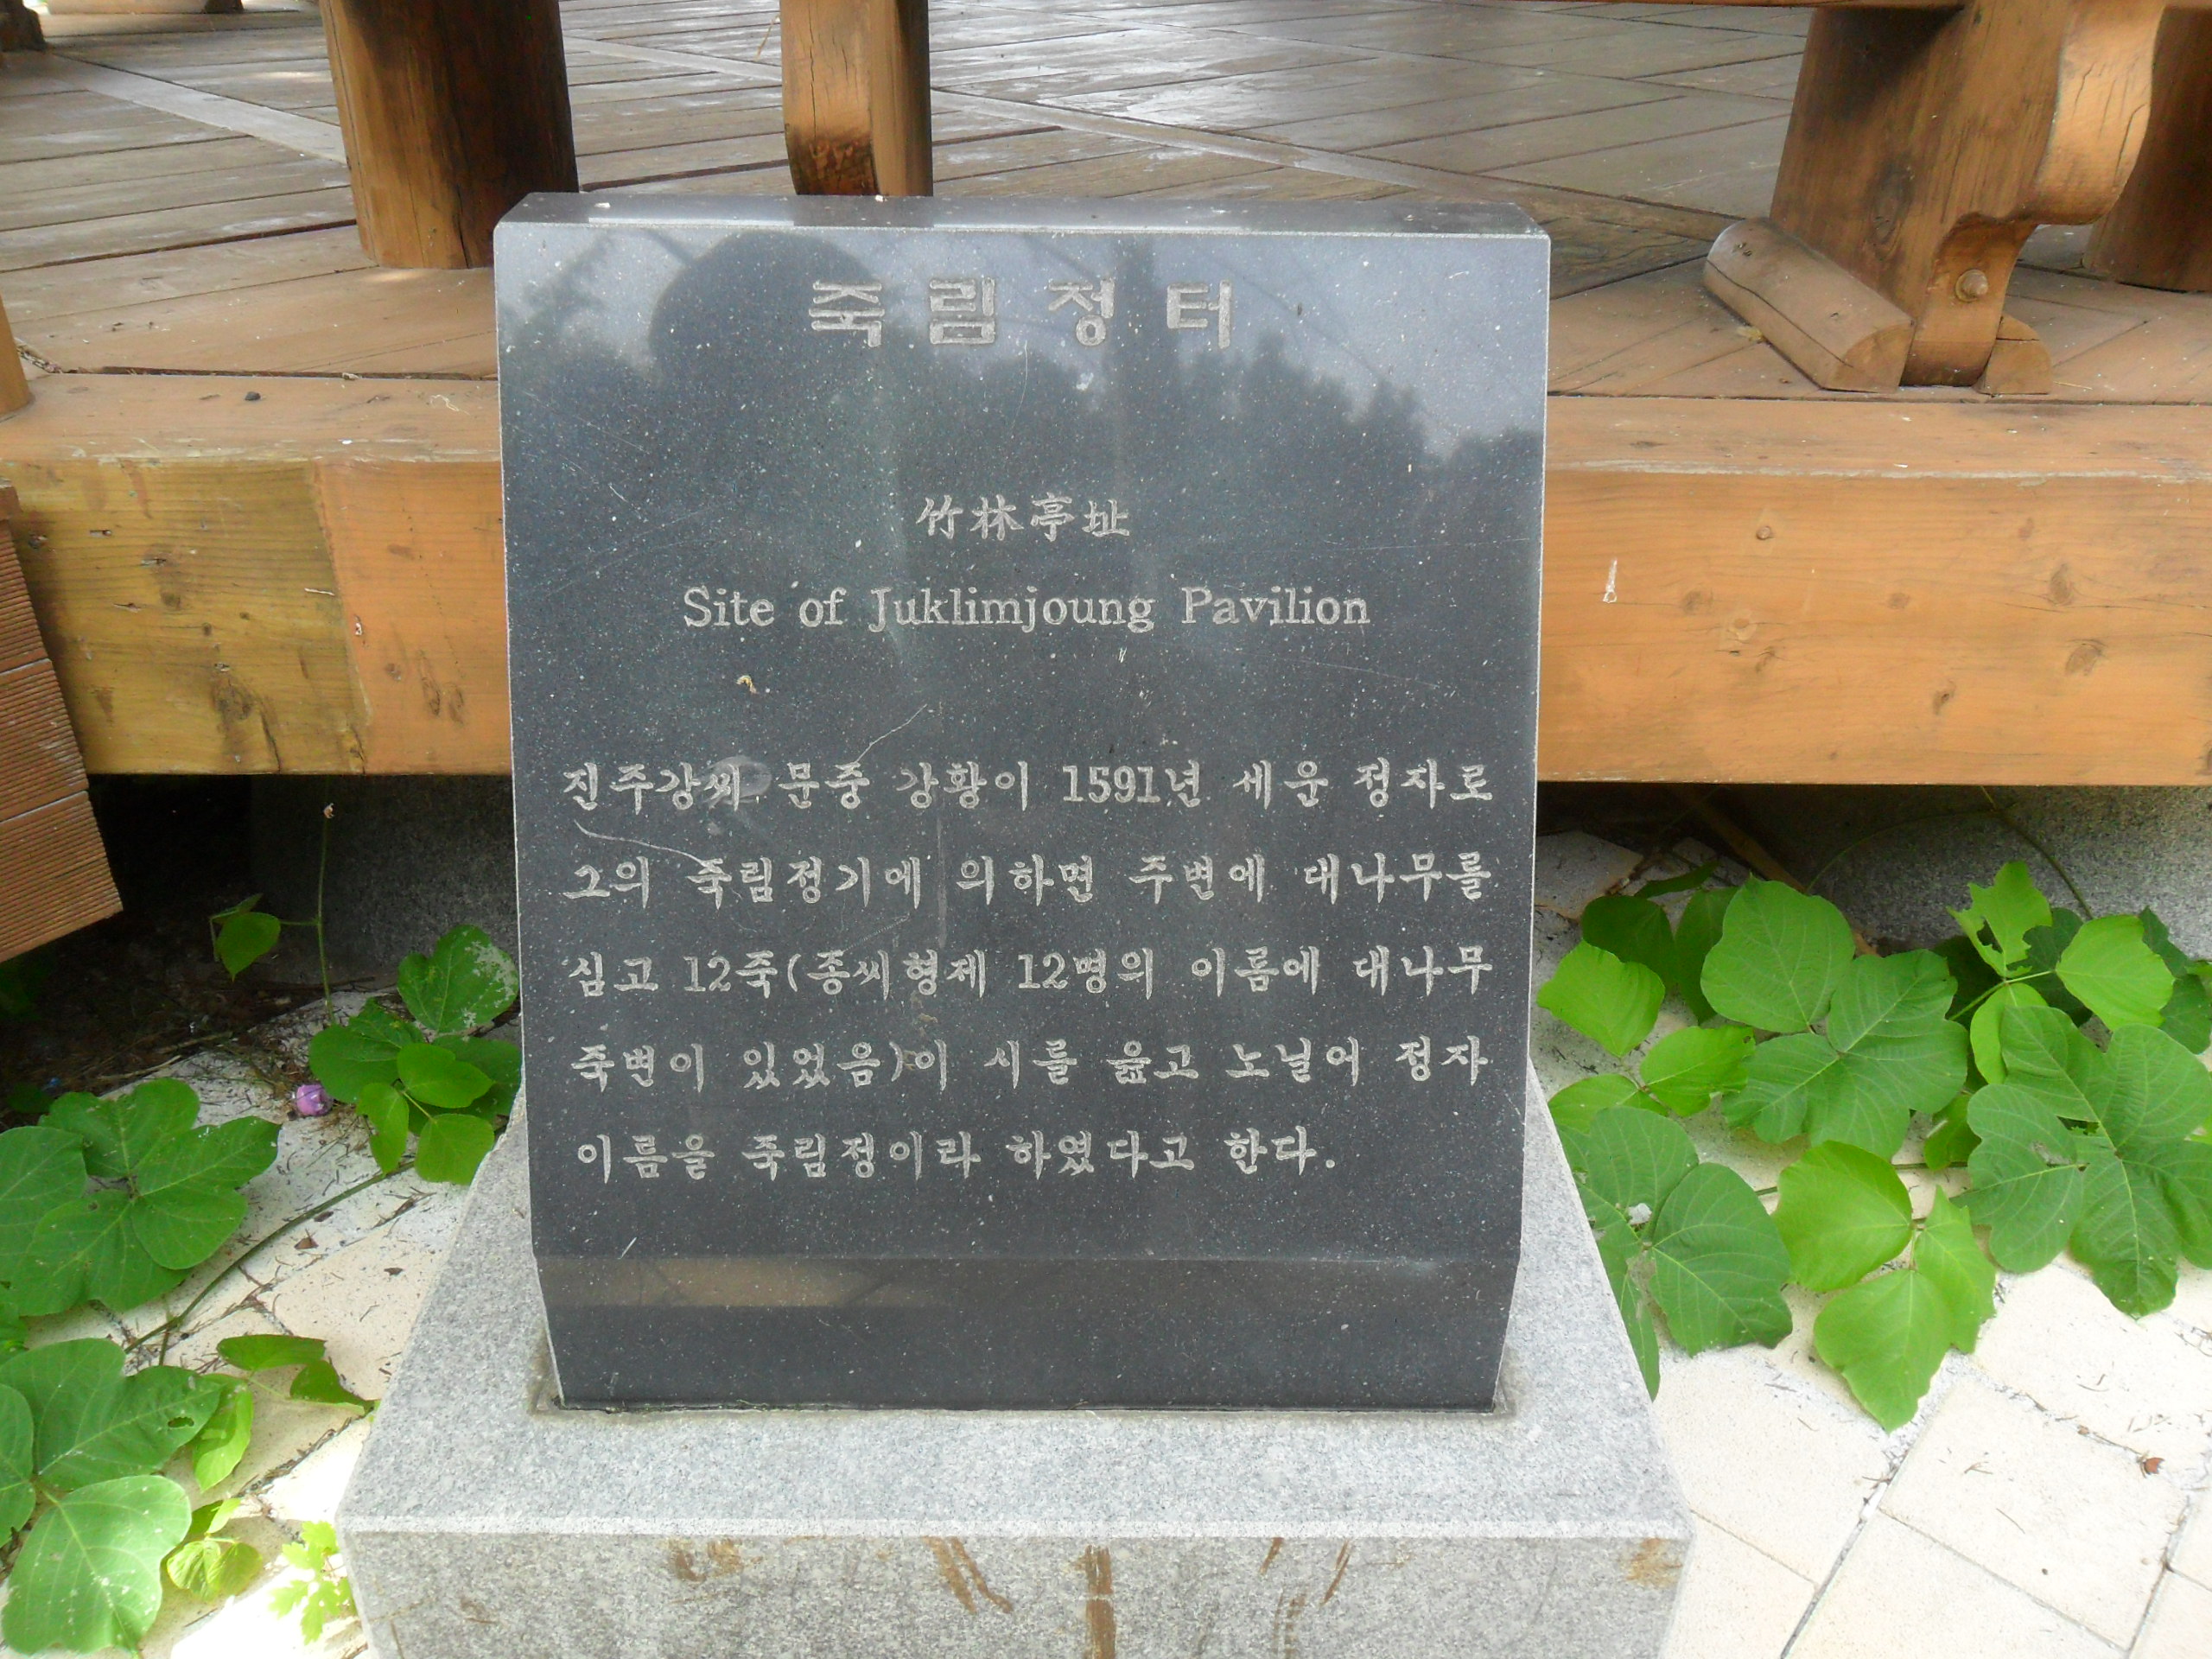 죽림정터
竹林亭址
Site of Juklimjoung Pavilion
진주강씨 문중 강황이 1591년 세운 정자로
그의 죽림정기에 의하면 주변에 대나무를
심고 12죽(종씨형제 12명의 이름에 대나무
죽변이 있었음)이 시를 읊고 노닐어 정자
이름을 죽림정이라 하였다고 한다.